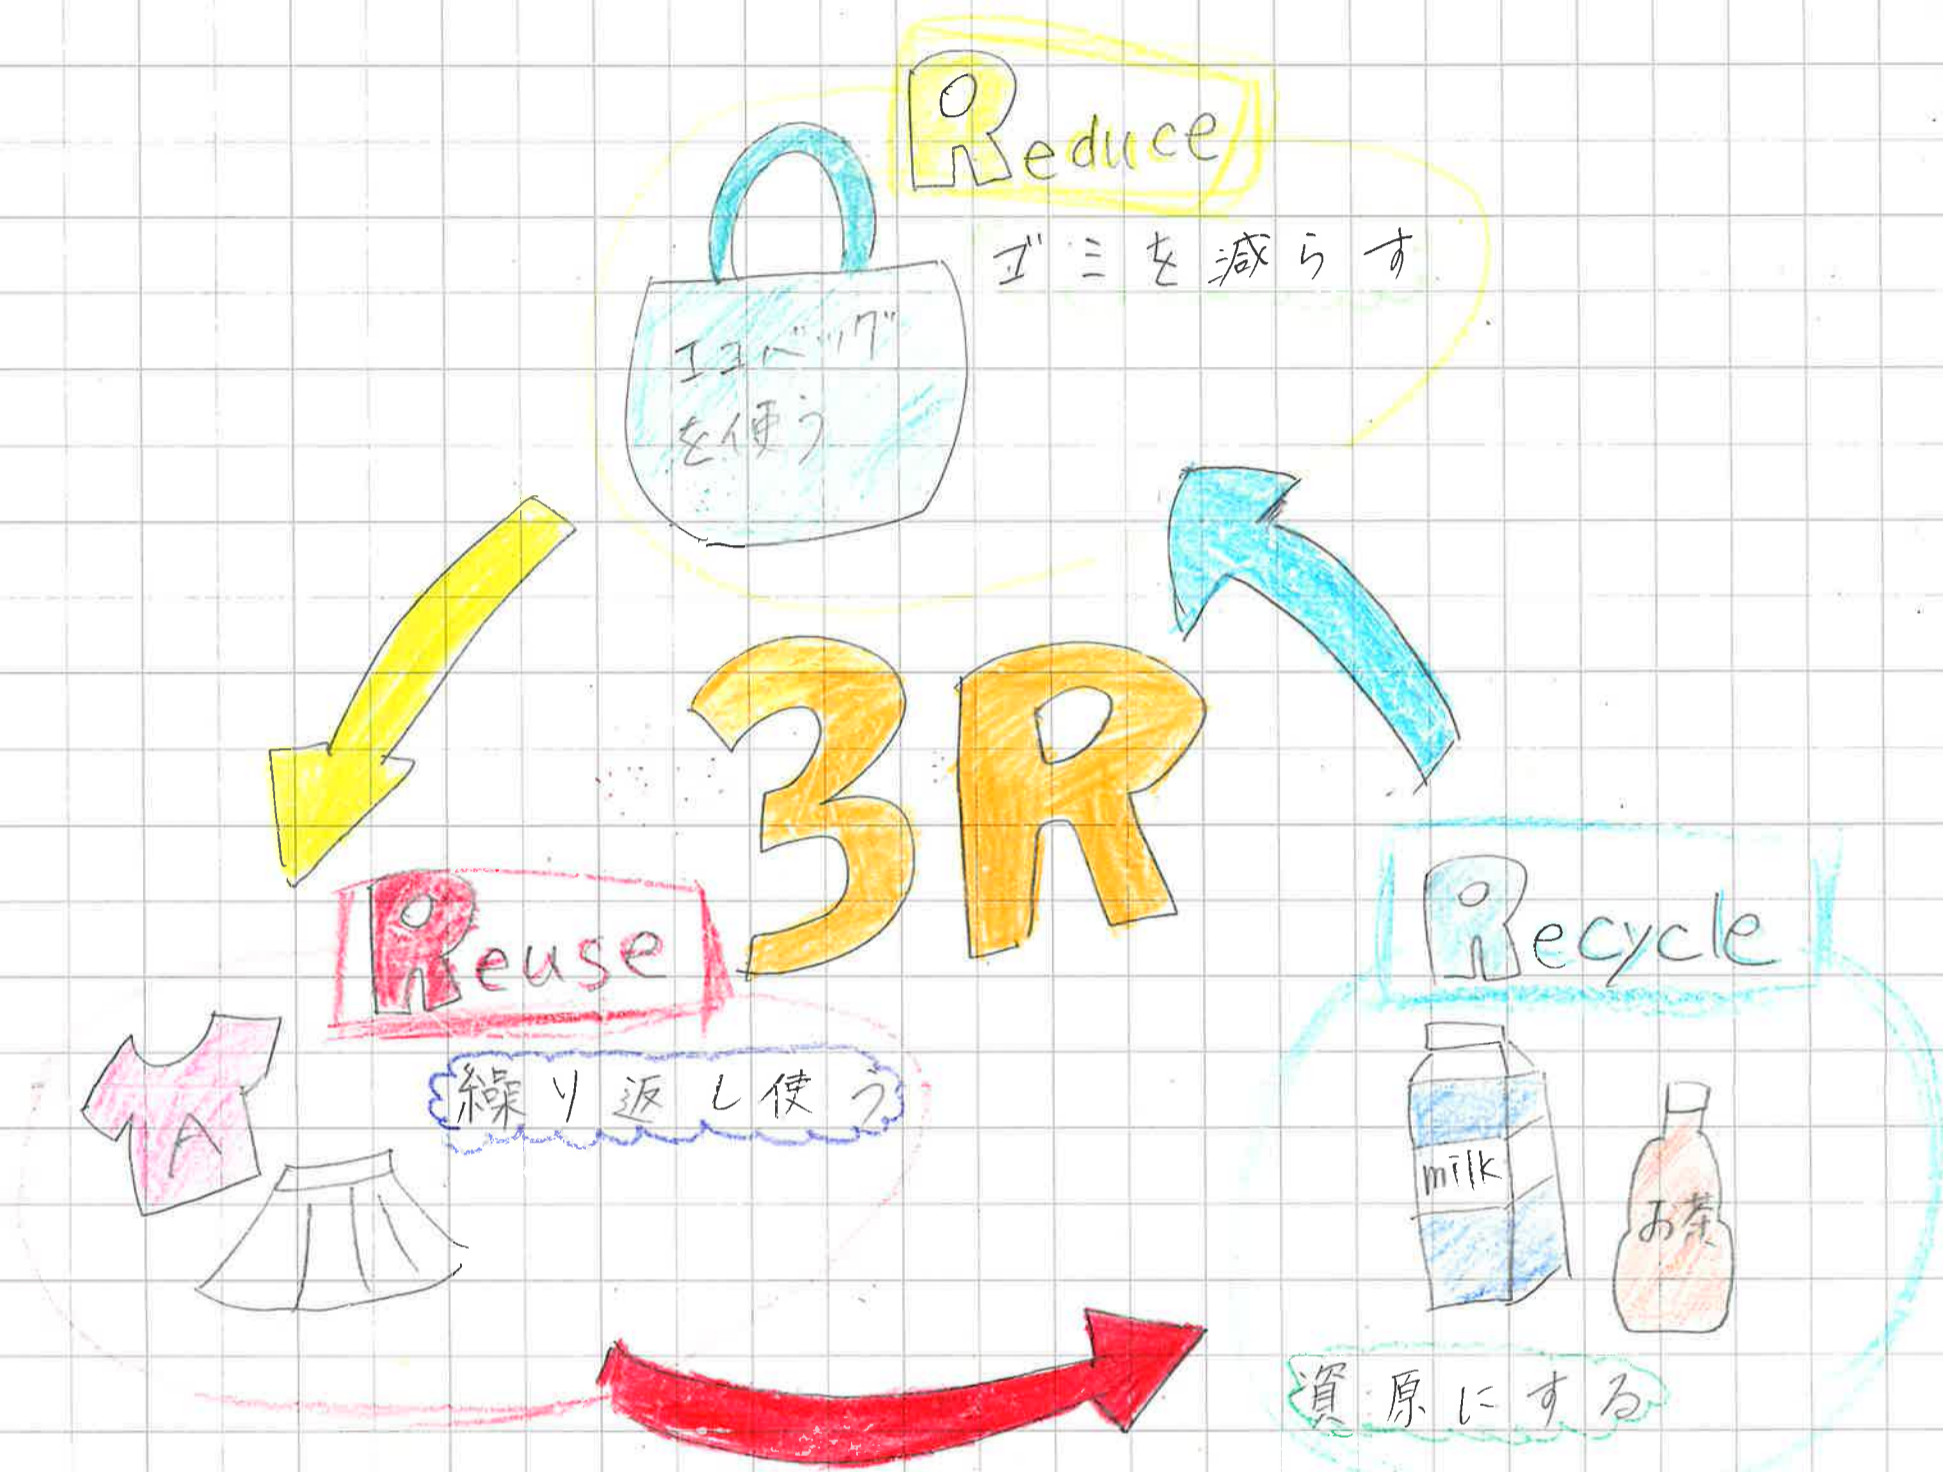 Reduce
ゴミを減らす
エコバッグ
を使う
3R
Reuse
繰り返し使う
A
Recycle
milk
お茶
資原にする